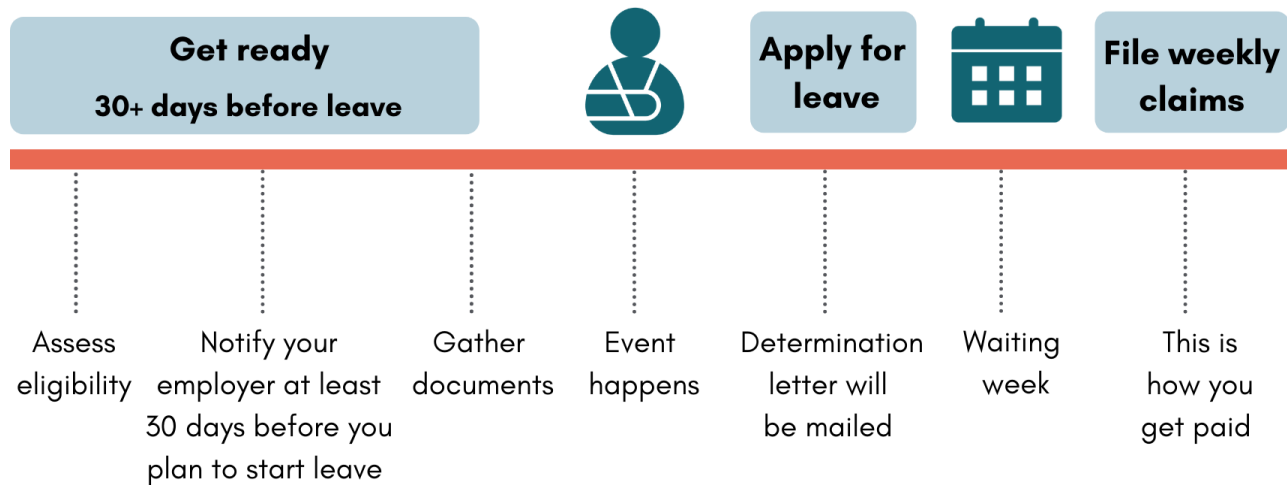 Get ready
30+ days before leave
Apply for
leave
File weekly
claims
Assess
eligibility
Notify your
employer at least
30 days before you
plan to start leave
Gather
documents
Event
happens
Determination
letter will
be mailed
Waiting
week
This is
how you
get paid